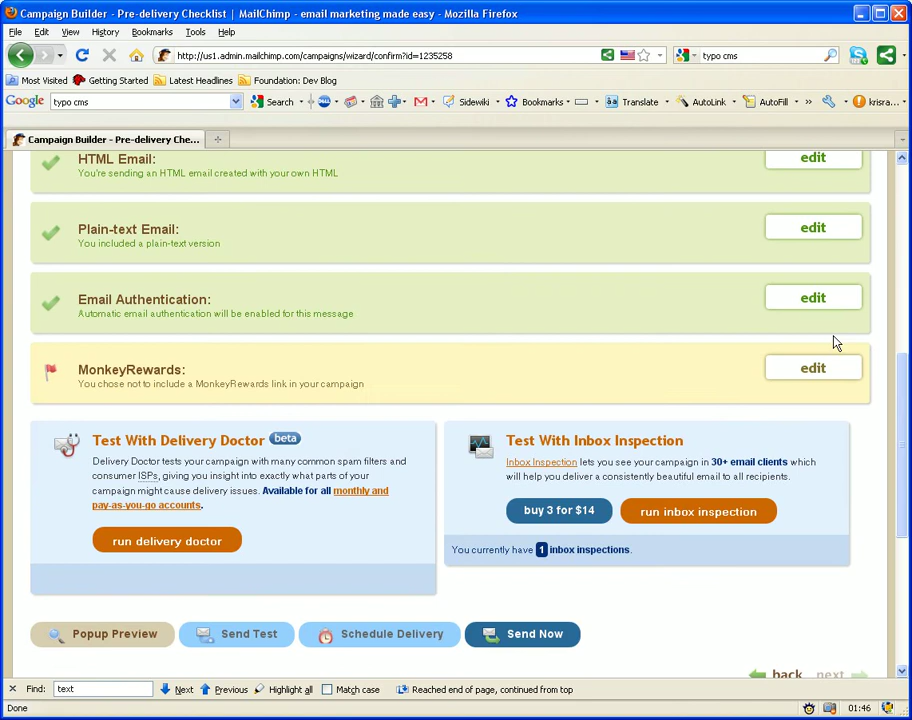 Campaign Builder - Pre-delivery Checklist | MailChimp - email marketing made easy - Mozilla Firefox
File Edit View History Bookmarks Tools Help
http://us1.admin.mailchimp.com/campaigns/wizard/confirm?id=1235258
typo cms
Most Visited Getting Started Latest Headlines Foundation: Dev Blog
Google typo cms Search Sidewiki Bookmarks Translate AutoLink AutoFill krisra...
Campaign Builder - Pre-delivery Che...
HTML Email:
edit
You're sending an HTML email created with your own HTML
Plain-text Email:
edit
You included a plain-text version
Email Authentication:
edit
Automatic email authentication will be enabled for this message
MonkeyRewards:
edit
You chose not to include a MonkeyRewards link in your campaign
Test With Delivery Doctor beta
Delivery Doctor tests your campaign with many common spam filters and
consumer ISPs, giving you insight into exactly what parts of your
campaign might cause delivery issues. Available for all monthly and
pay-as-you-go accounts.
run delivery doctor
Test With Inbox Inspection
Inbox Inspection lets you see your campaign in 30+ email clients which
will help you deliver a consistently beautiful email to all recipients.
buy 3 for $14 run inbox inspection
You currently have 1 inbox inspections.
Popup Preview Send Test Schedule Delivery Send Now
back next
Find: text Next Previous Highlight all Match case Reached end of page, continued from top
Done 01:46